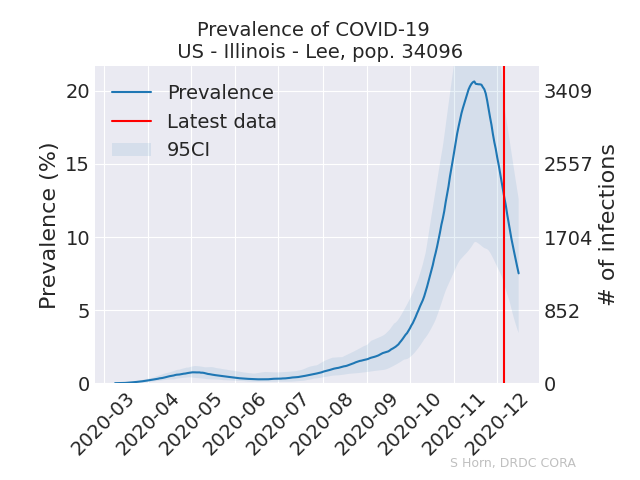 Prevalence of COVID-19
US - Illinois - Lee, pop. 34096
Prevalence
Latest data
95CI
Prevalence (%)
20
15
10
5
0
3409
2557
1704
852
0
# of infections
2020-03
2020-04
2020-05
2020-06
2020-07
2020-08
2020-09
2020-10
2020-11
2020-12
S Horn, DRDC CORA